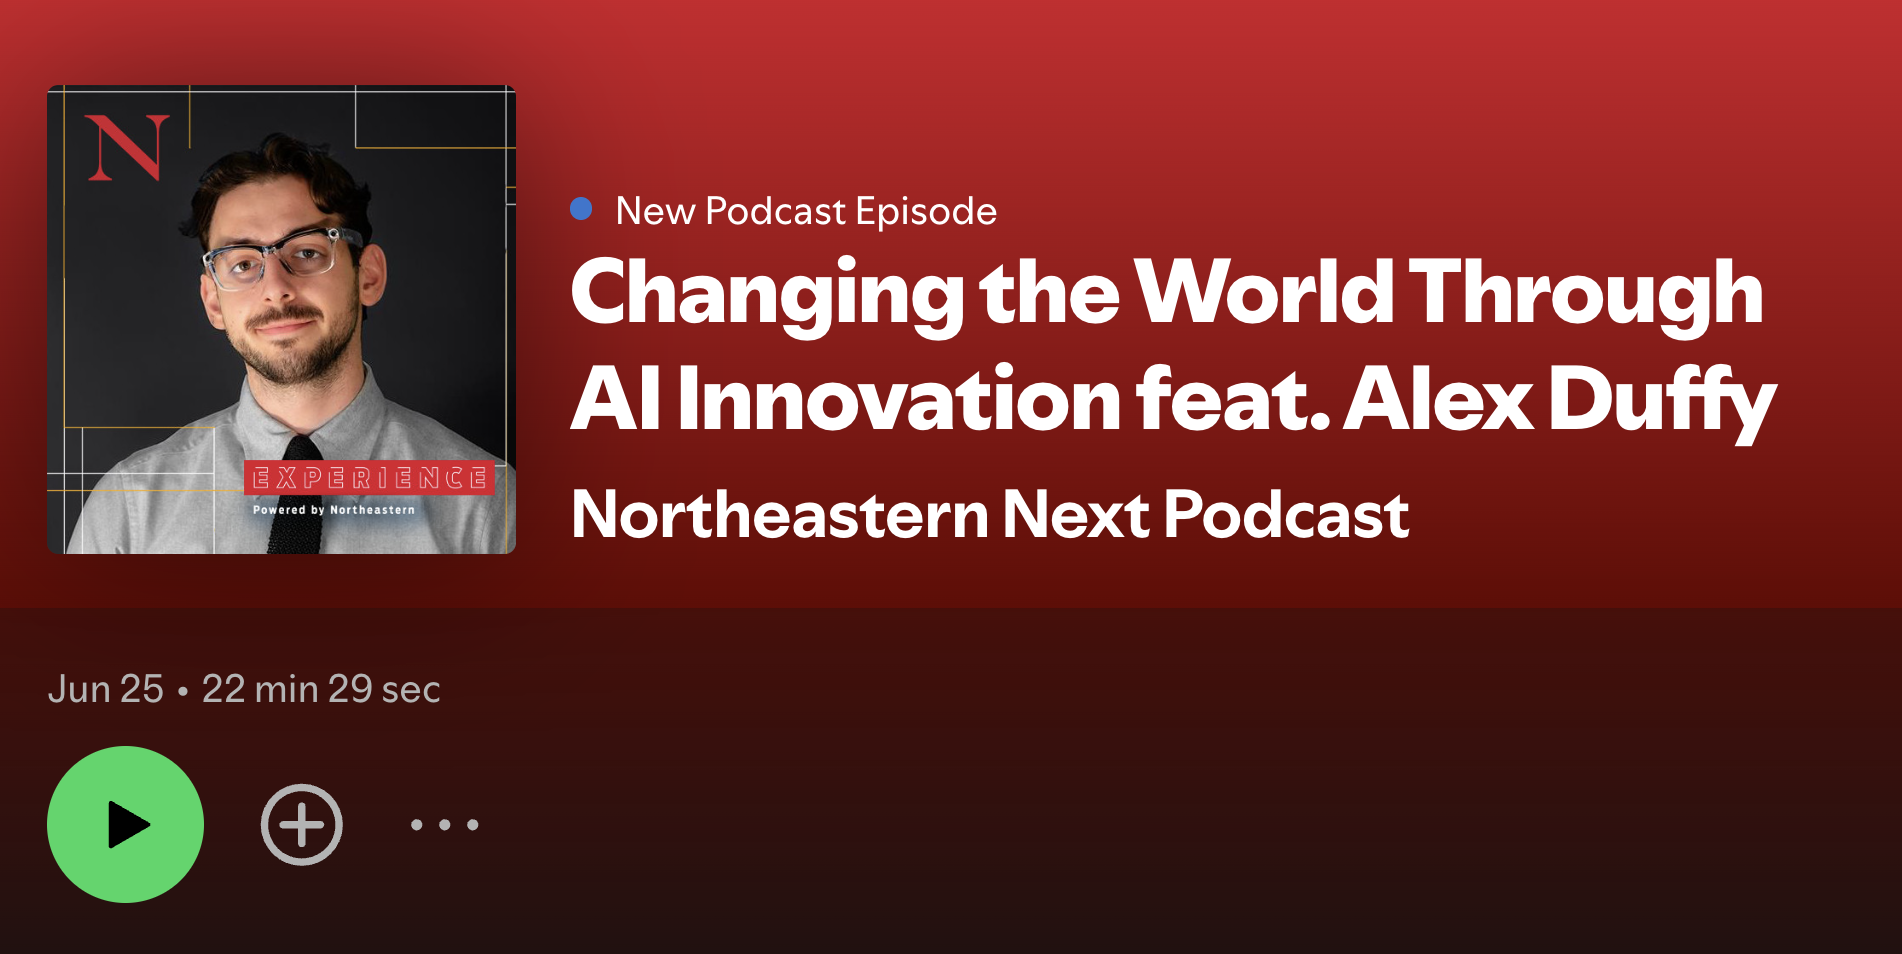 N
EXPERIENCE
Powered by Northeastern
New Podcast Episode
Changing the World Through
AI Innovation feat. Alex Duffy
Northeastern Next Podcast
Jun 25 • 22 min 29 sec